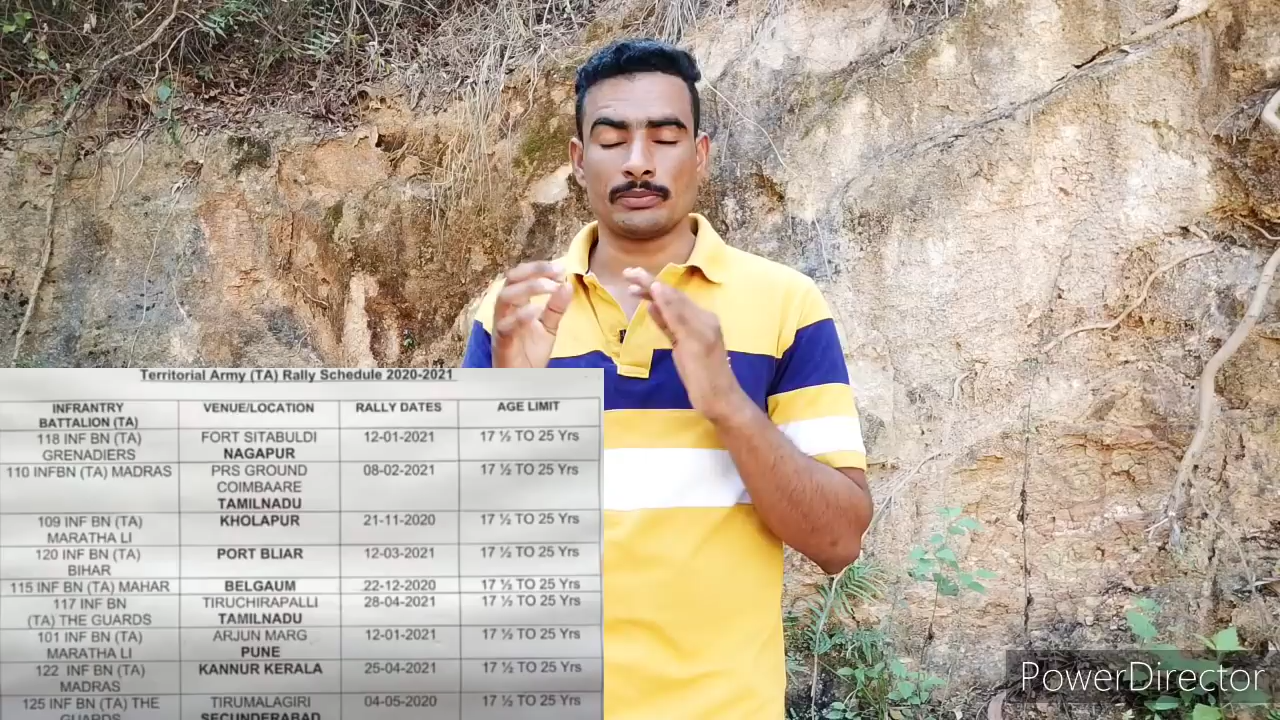 Territorial Army (TA) Rally Schedule 2020-2021
INFRANTRY BATTALION (TA) VENUE/LOCATION RALLY DATES AGE LIMIT
118 INF BN (TA) GRENADIERS FORT SITABULDI NAGAPUR 12-01-2021 17 ½ TO 25 Yrs
110 INFBN (TA) MADRAS PRS GROUND COIMBAARE TAMILNADU 08-02-2021 17 ½ TO 25 Yrs
109 INF BN (TA) MARATHA LI KHOLAPUR 21-11-2020 17 ½ TO 25 Yrs
120 INF BN (TA) BIHAR PORT BLIAR 12-03-2021 17 ½ TO 25 Yrs
115 INF BN (TA) MAHAR BELGAUM 22-12-2020 17 ½ TO 25 Yrs
117 INF BN (TA) THE GUARDS TIRUCHIRAPALLI TAMILNADU 28-04-2021 17 ½ TO 25 Yrs
101 INF BN (TA) MARATHA LI ARJUN MARG PUNE 12-01-2021 17 ½ TO 25 Yrs
122 INF BN (TA) MADRAS KANNUR KERALA 25-04-2021 17 ½ TO 25 Yrs
125 INF BN (TA) THE GUARDS TIRUMALAGIRI SECUNDERABAD 04-05-2020 17 ½ TO 25 Yrs
PowerDirector